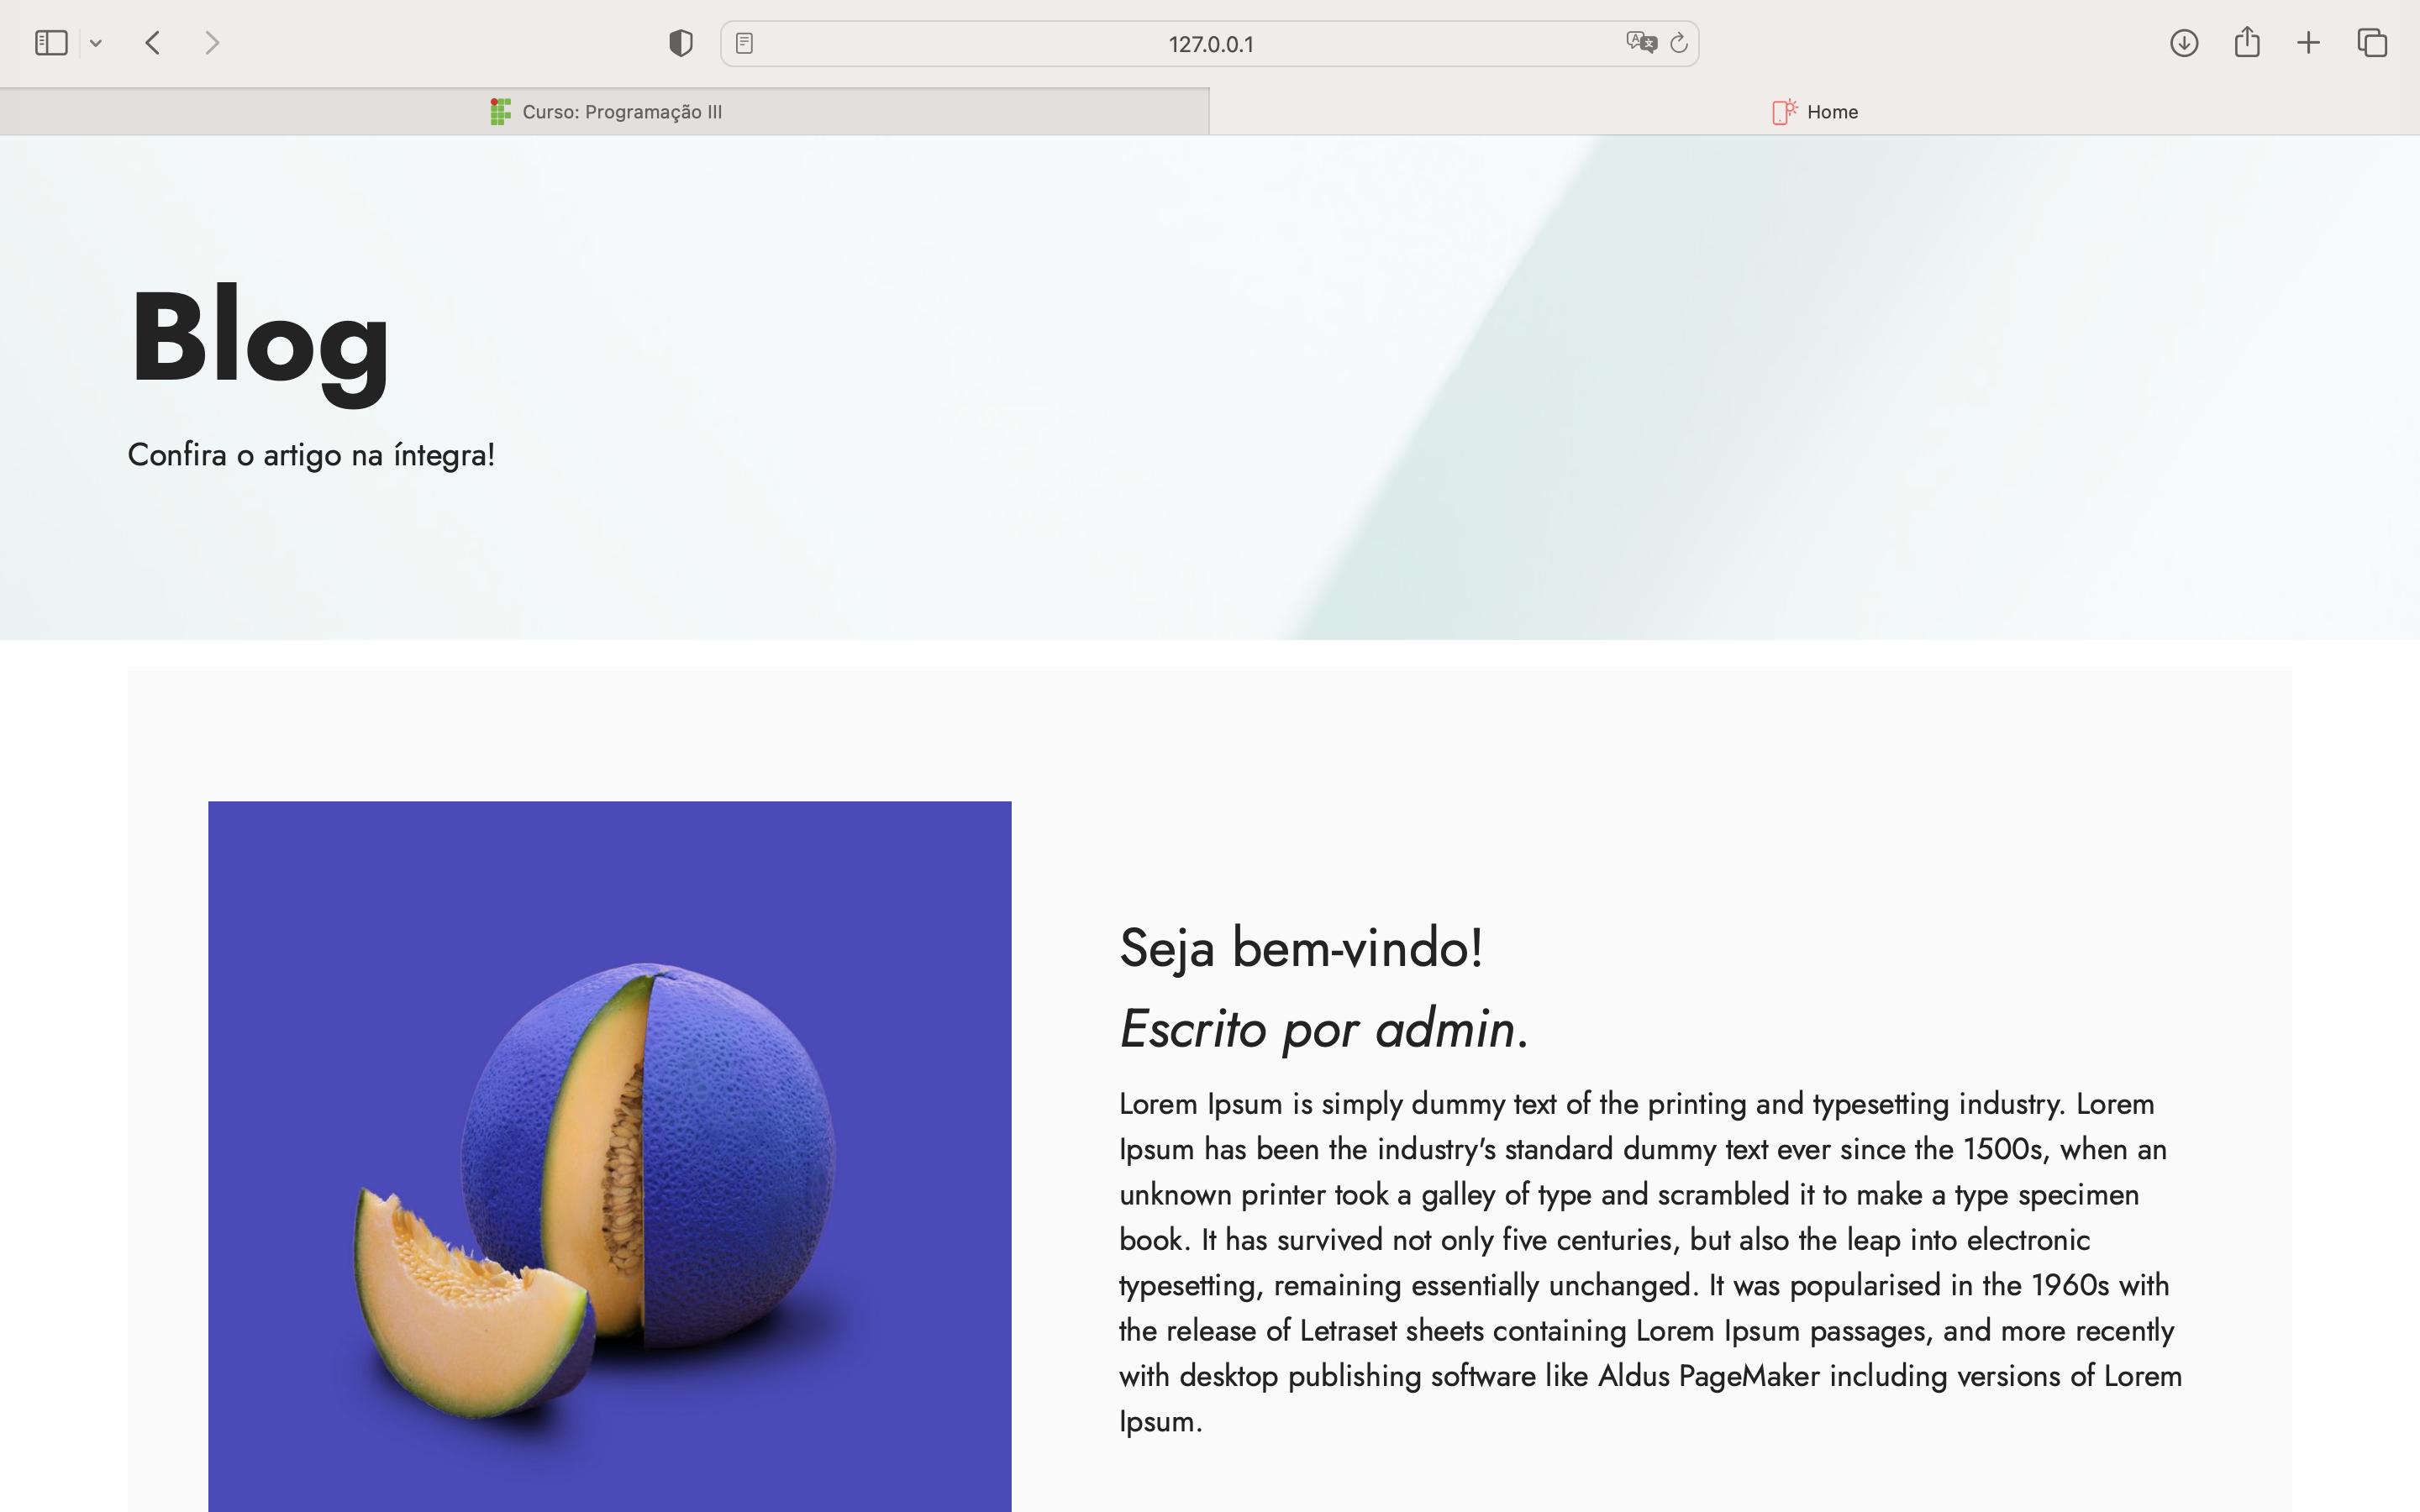 127.0.0.1
Curso: Programação III
Home
Blog
Confira o artigo na íntegra!
Seja bem-vindo!
Escrito por admin.
Lorem Ipsum is simply dummy text of the printing and typesetting industry. Lorem
Ipsum has been the industry's standard dummy text ever since the 1500s, when an
unknown printer took a galley of type and scrambled it to make a type specimen
book. It has survived not only five centuries, but also the leap into electronic
typesetting, remaining essentially unchanged. It was popularised in the 1960s with
the release of Letraset sheets containing Lorem Ipsum passages, and more recently
with desktop publishing software like Aldus PageMaker including versions of Lorem
Ipsum.